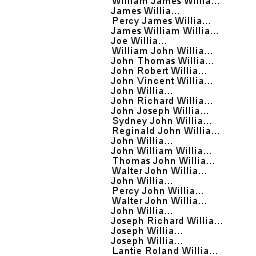 William James Willia...
James Willia...
Percy James Willia...
James William Willia...
Joe Willia...
William John Willia...
John Thomas Willia...
John Robert Willia...
John Vincent Willia...
John Willia...
John Richard Willia...
John Joseph Willia...
Sydney John Willia...
Reginald John Willia...
John Willia...
John William Willia...
Thomas John Willia...
Walter John Willia...
John Willia...
Percy John Willia...
Walter John Willia...
John Willia...
Joseph Richard Willia...
Joseph Willia...
Joseph Willia...
Lantie Roland Willia...